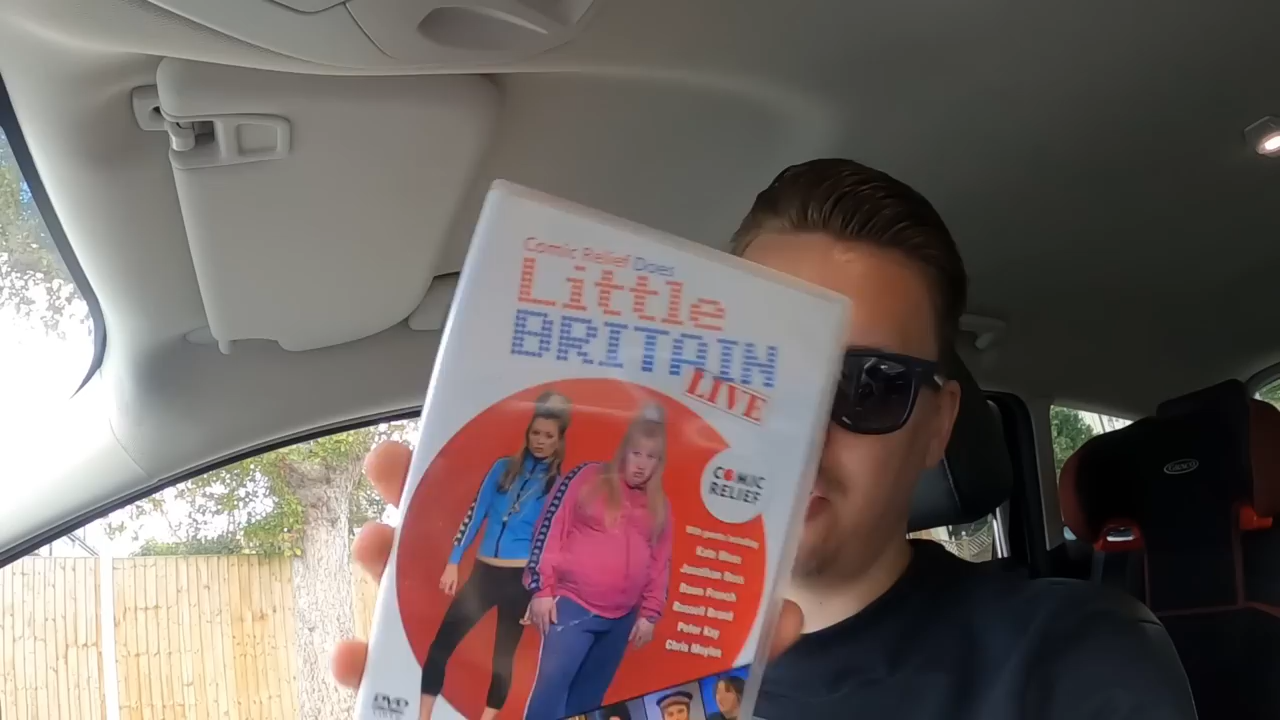 Comic Relief Does
Little
BRITAIN
LIVE
COMIC
RELIEF
With guests including
Kate Moss
Jonathan Ross
Dawn French
Russell Brand
Peter Kay
Chris Moyles
DVD
GRACO